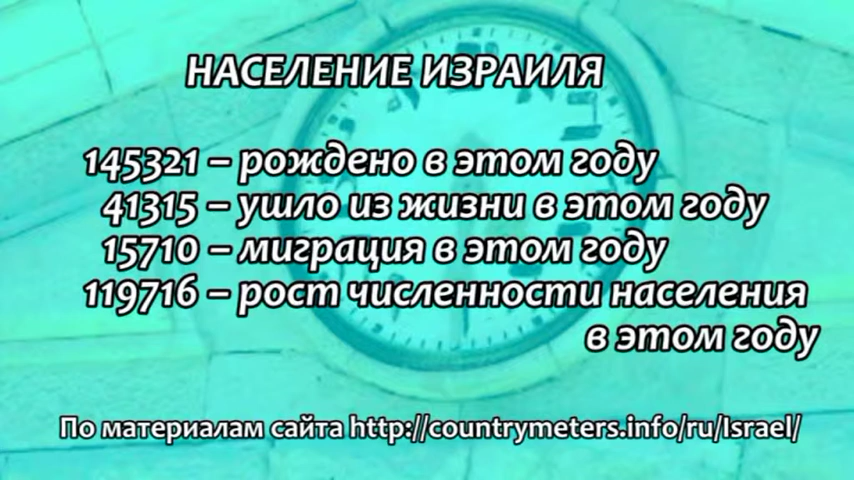 НАСЕЛЕНИЕ ИЗРАИЛЯ
145321 – рождено в этом году
41315 – ушло из жизни в этом году
15710 – миграция в этом году
119716 – рост численности населения
в этом году
По материалам сайта http://countrymeters.info/ru/Israel/